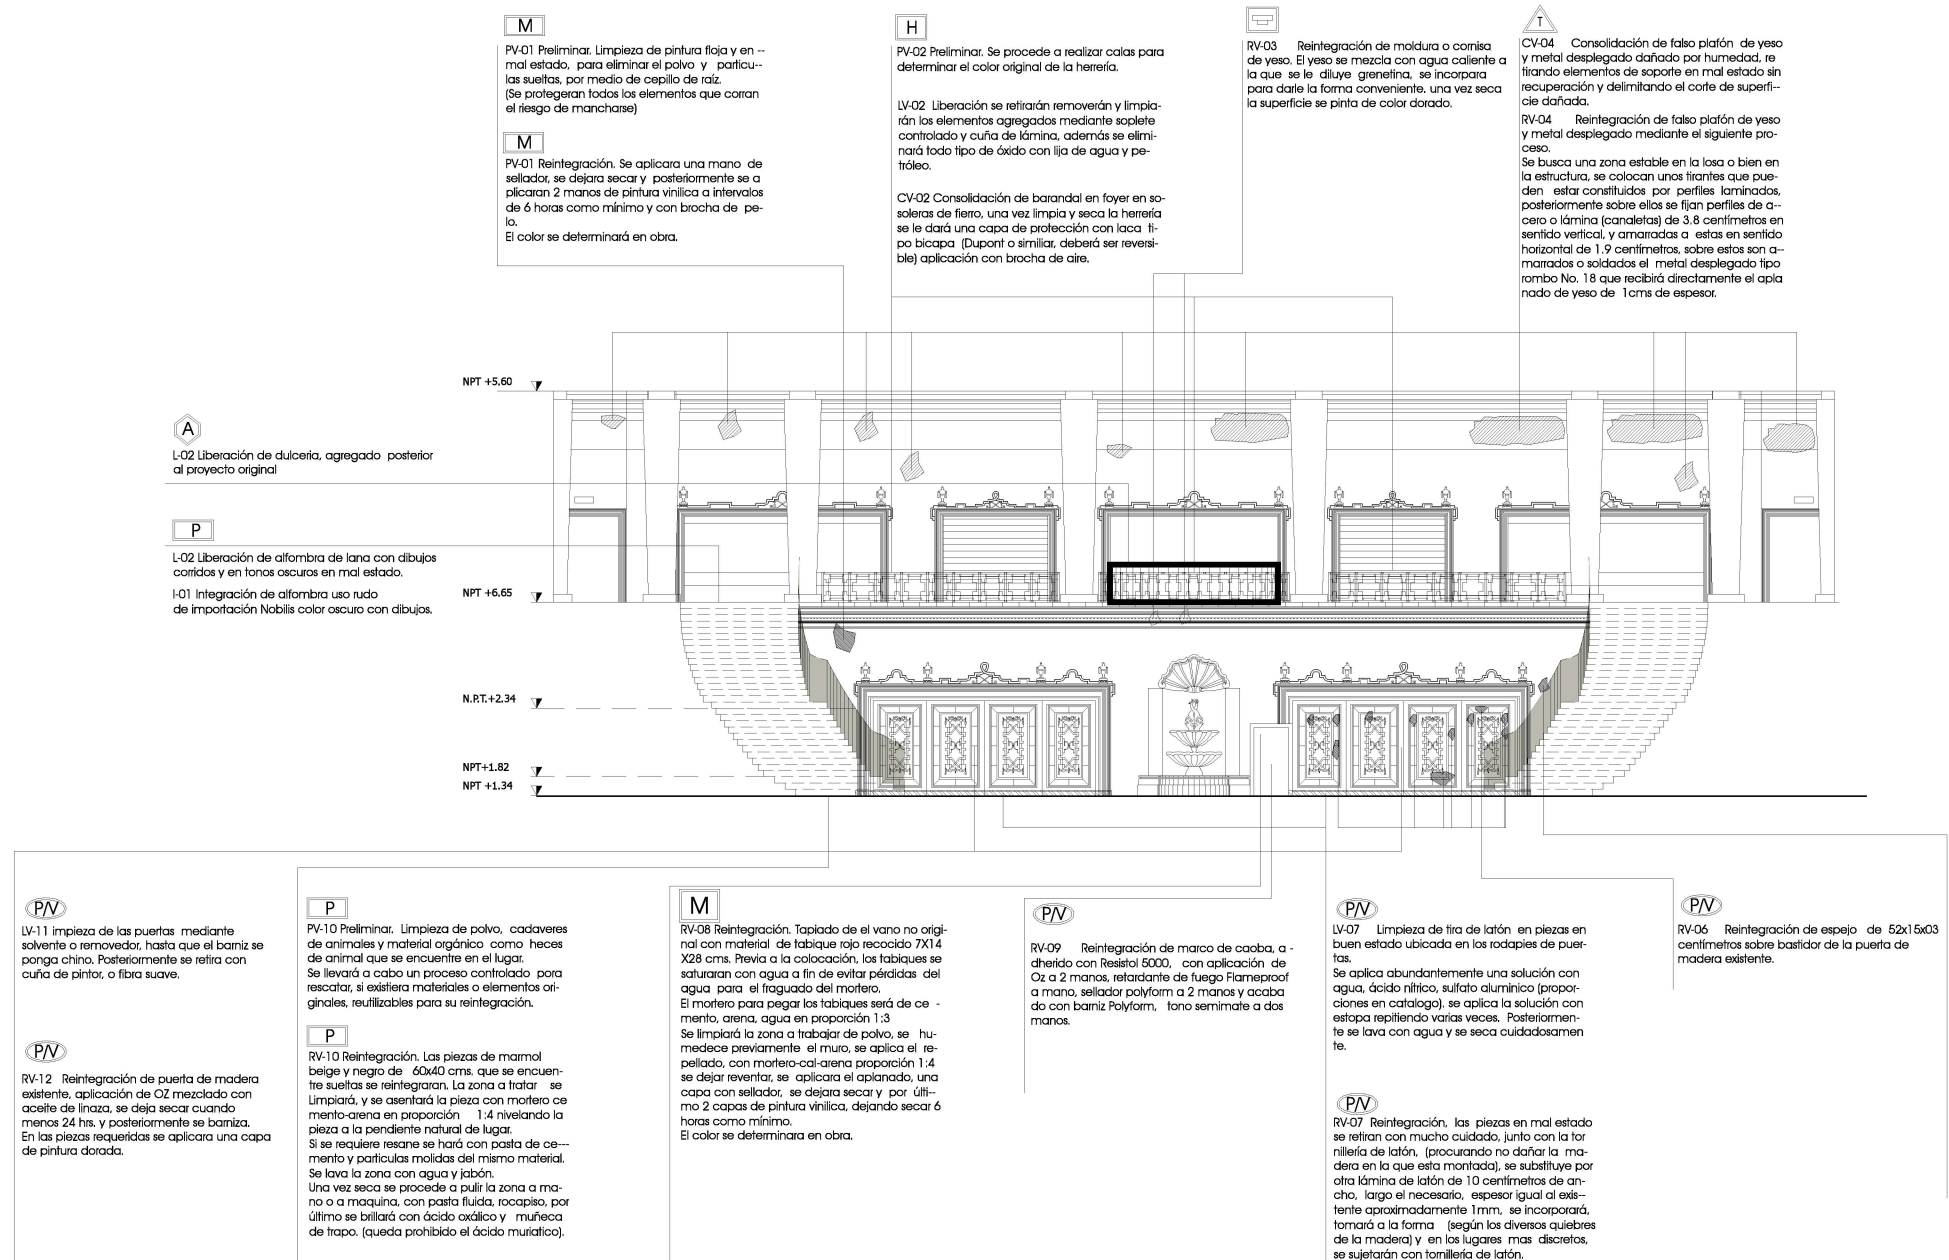 M
PV-01 Preliminar. Limpieza de pintura floja y en --
mal estado, para eliminar el polvo y particu--
las sueltas, por medio de cepillo de raíz.
(Se protegeran todos los elementos que corran
el riesgo de mancharse)
M
PV-01 Reintegración. Se aplicara una mano de
sellador, se dejara secar y posteriormente se a
plicaran 2 manos de pintura vinilica a intervalos
de 6 horas como mínimo y con brocha de pe-
lo.
El color se determinará en obra.
H
PV-02 Preliminar. Se procede a realizar calas para
determinar el color original de la herrería.
LV-02 Liberación se retirarán removerán y limpia-
rán los elementos agregados mediante soplete
controlado y cuña de lámina, además se elimi-
nará todo tipo de óxido con lija de agua y pe-
tróleo.
CV-02 Consolidación de barandal en foyer en so-
soleras de fierro, una vez limpia y seca la herrería
se le dará una capa de protección con laca ti-
po bicapa (Dupont o similiar, deberá ser reversi-
ble) aplicación con brocha de aire.
RV-03 Reintegración de moldura o cornisa
de yeso. El yeso se mezcla con agua caliente a
la que se le diluye grenetina, se incorpara
para darle la forma conveniente. una vez seca
la superficie se pinta de color dorado.
T
CV-04 Consolidación de falso plafón de yeso
y metal desplegado dañado por humedad, re
tirando elementos de soporte en mal estado sin
recuperación y delimitando el corte de superfi--
cie dañada.
RV-04 Reintegración de falso plafón de yeso
y metal desplegado mediante el siguiente pro-
ceso.
Se busca una zona estable en la losa o bien en
la estructura, se colocan unos tirantes que pue-
den estar constituidos por perfiles laminados,
posteriormente sobre ellos se fijan perfiles de a--
cero o lámina (canaletas) de 3.8 centímetros en
sentido vertical, y amarradas a estas en sentido
horizontal de 1.9 centímetros, sobre estos son a--
marrados o soldados el metal desplegado tipo
rombo No. 18 que recibirá directamente el apla
nado de yeso de 1cms de espesor.
NPT +5.60
A
L-02 Liberación de dulceria, agregado posterior
al proyecto original
P
L-02 Liberación de alfombra de lana con dibujos
corridos y en tonos oscuros en mal estado.
I-01 Integración de alfombra uso rudo
de importación Nobilis color oscuro con dibujos.
NPT +6.65
N.P.T.+2.34
NPT+1.82
NPT +1.34
P/V
LV-11 impieza de las puertas mediante
solvente o removedor, hasta que el barniz se
ponga chino. Posteriormente se retira con
cuña de pintor, o fibra suave.
P/V
RV-12 Reintegración de puerta de madera
existente, aplicación de OZ mezclado con
aceite de linaza, se deja secar cuando
menos 24 hrs. y posteriormente se barniza.
En las piezas requeridas se aplicara una capa
de pintura dorada.
P
PV-10 Preliminar. Limpieza de polvo, cadaveres
de animales y material orgánico como heces
de animal que se encuentre en el lugar.
Se llevará a cabo un proceso controlado pora
rescatar, si existiera materiales o elementos ori-
ginales, reutilizables para su reintegración.
P
RV-10 Reintegración. Las piezas de marmol
beige y negro de 60x40 cms. que se encuen-
tre sueltas se reintegraran. La zona a tratar se
Limpiará, y se asentará la pieza con mortero ce
mento-arena en proporción 1:4 nivelando la
pieza a la pendiente natural de lugar.
Si se requiere resane se hará con pasta de ce---
mento y particulas molidas del mismo material.
Se lava la zona con agua y jabón.
Una vez seca se procede a pulir la zona a ma-
no o a maquina, con pasta fluida, rocapiso, por
último se brillará con ácido oxálico y muñeca
de trapo. (queda prohibido el ácido muriatico).
M
RV-08 Reintegración. Tapiado de el vano no origi-
nal con material de tabique rojo recocido 7X14
X28 cms. Previa a la colocación, los tabiques se
saturaran con agua a fin de evitar pérdidas del
agua para el fraguado del mortero.
El mortero para pegar los tabiques será de ce -
mento, arena, agua en proporción 1:3
Se limpiará la zona a trabajar de polvo, se hu-
medece previamente el muro, se aplica el re-
pellado, con mortero-cal-arena proporción 1:4
se dejar reventar, se aplicara el aplanado, una
capa con sellador, se dejara secar y por últi--
mo 2 capas de pintura vinilica, dejando secar 6
horas como mínimo.
El color se determinara en obra.
P/V
RV-09 Reintegración de marco de caoba, a -
dherido con Resistol 5000, con aplicación de
Oz a 2 manos, retardante de fuego Flameproof
a mano, sellador polyform a 2 manos y acaba
do con barniz Polyform, tono semimate a dos
manos.
P/V
LV-07 Limpieza de tira de latón en piezas en
buen estado ubicada en los rodapies de puer-
tas.
Se aplica abundamente una solución con
agua, ácido nítrico, sulfato aluminico (propor-
ciones en catalogo). se aplica la solución con
estopa repitiendo varias veces. Posteriormen-
te se lava con agua y se seca cuidadosamen
te.
P/V
RV-07 Reintegración, las piezas en mal estado
se retiran con mucho cuidado, junto con la tor
nillería de latón, (procurando no dañar la ma-
dera en la que esta montada), se substituye por
otra lámina de latón de 10 centímetros de an-
cho, largo el necesario, espesor igual al exis--
tente aproximadamente 1mm, se incorporará,
tomará a la forma (según los diversos quiebres
de la madera) y en los lugares mas discretos,
se sujetarán con tornillería de latón.
P/V
RV-06 Reintegración de espejo de 52x15x03
centímetros sobre bastidor de la puerta de
madera existente.